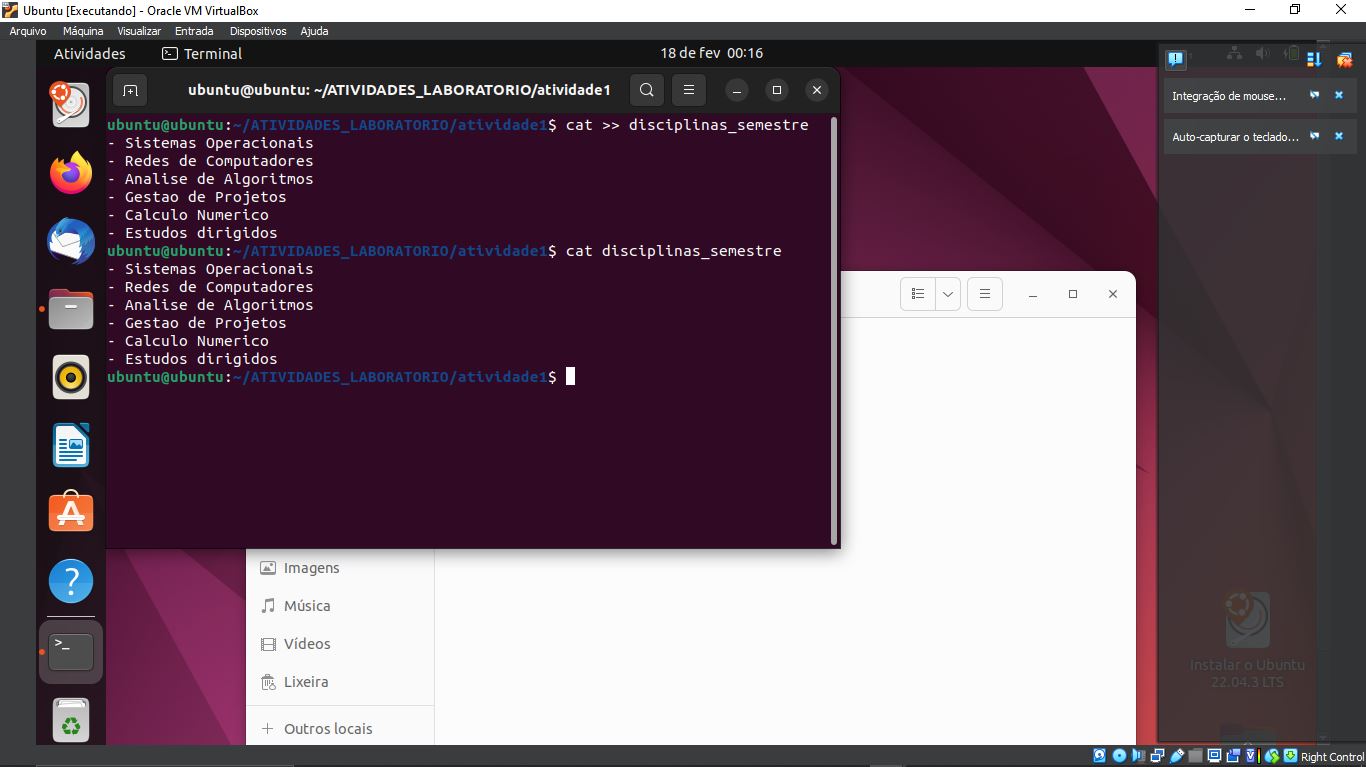 Ubuntu [Executando] - Oracle VM VirtualBox
Arquivo Máquina Visualizar Entrada Dispositivos Ajuda
Atividades Terminal 18 de fev 00:16
ubuntu@ubuntu: ~/ATIVIDADES_LABORATORIO/atividade1
ubuntu@ubuntu:~/ATIVIDADES_LABORATORIO/atividade1$ cat >> disciplinas_semestre
- Sistemas Operacionais
- Redes de Computadores
- Analise de Algoritmos
- Gestao de Projetos
- Calculo Numerico
- Estudos dirigidos
ubuntu@ubuntu:~/ATIVIDADES_LABORATORIO/atividade1$ cat disciplinas_semestre
- Sistemas Operacionais
- Redes de Computadores
- Analise de Algoritmos
- Gestao de Projetos
- Calculo Numerico
- Estudos dirigidos
ubuntu@ubuntu:~/ATIVIDADES_LABORATORIO/atividade1$
Imagens
Música
Vídeos
Lixeira
+ Outros locais
Integração de mouse...
Auto-capturar o teclado...
Instalar o Ubuntu
22.04.3 LTS
Right Control